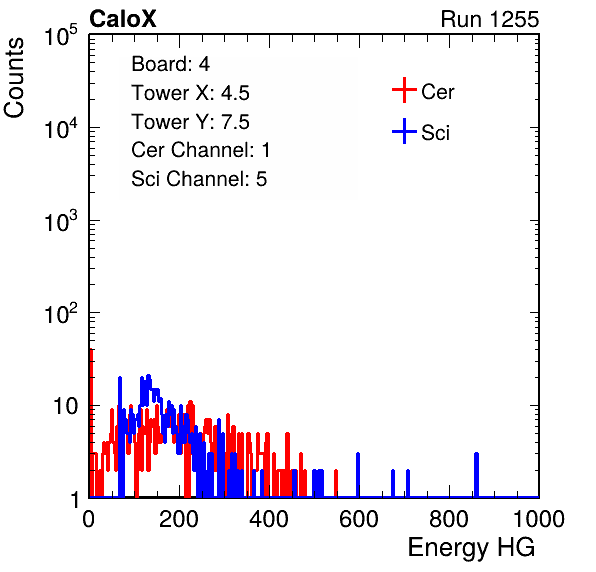 CaloX Run 1255
Counts
10^5
10^4
10^3
10^2
10
1
Board: 4
Tower X: 4.5
Tower Y: 7.5
Cer Channel: 1
Sci Channel: 5
Cer
Sci
0 200 400 600 800 1000
Energy HG